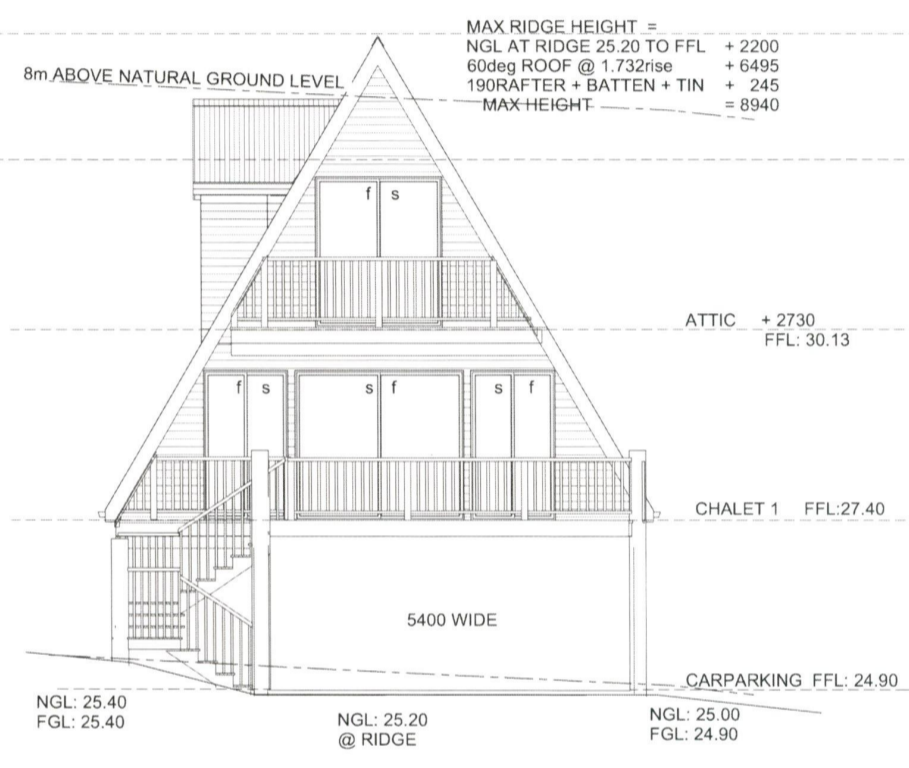 MAX RIDGE HEIGHT =
NGL AT RIDGE 25.20 TO FFL + 2200
60deg ROOF @ 1.732rise + 6495
190RAFTER + BATTEN + TIN + 245
MAX HEIGHT = 8940
8m ABOVE NATURAL GROUND LEVEL
f s
ATTIC + 2730
FFL: 30.13
f s s f s f
CHALET 1 FFL:27.40
5400 WIDE
CARPARKING FFL: 24.90
NGL: 25.40
FGL: 25.40
NGL: 25.20
@ RIDGE
NGL: 25.00
FGL: 24.90